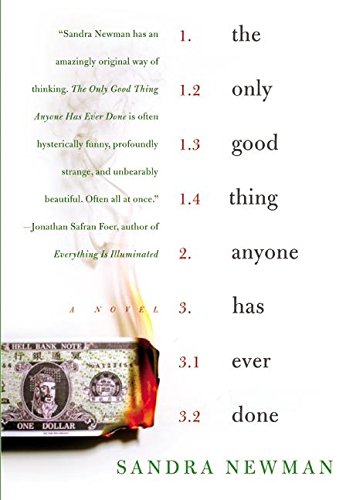 “Sandra Newman has an
amazingly original way of
thinking. The Only Good Thing
Anyone Has Ever Done is often
hysterically funny, profoundly
strange, and unbearably
beautiful. Often all at once.”
—Jonathan Safran Foer, author of
Everything Is Illuminated
1. the
1.2 only
1.3 good
1.4 thing
2. anyone
A NOVEL 3. has
3.1 ever
3.2 done
HELL BANK NOTE
ONE DOLLAR
SANDRA NEWMAN